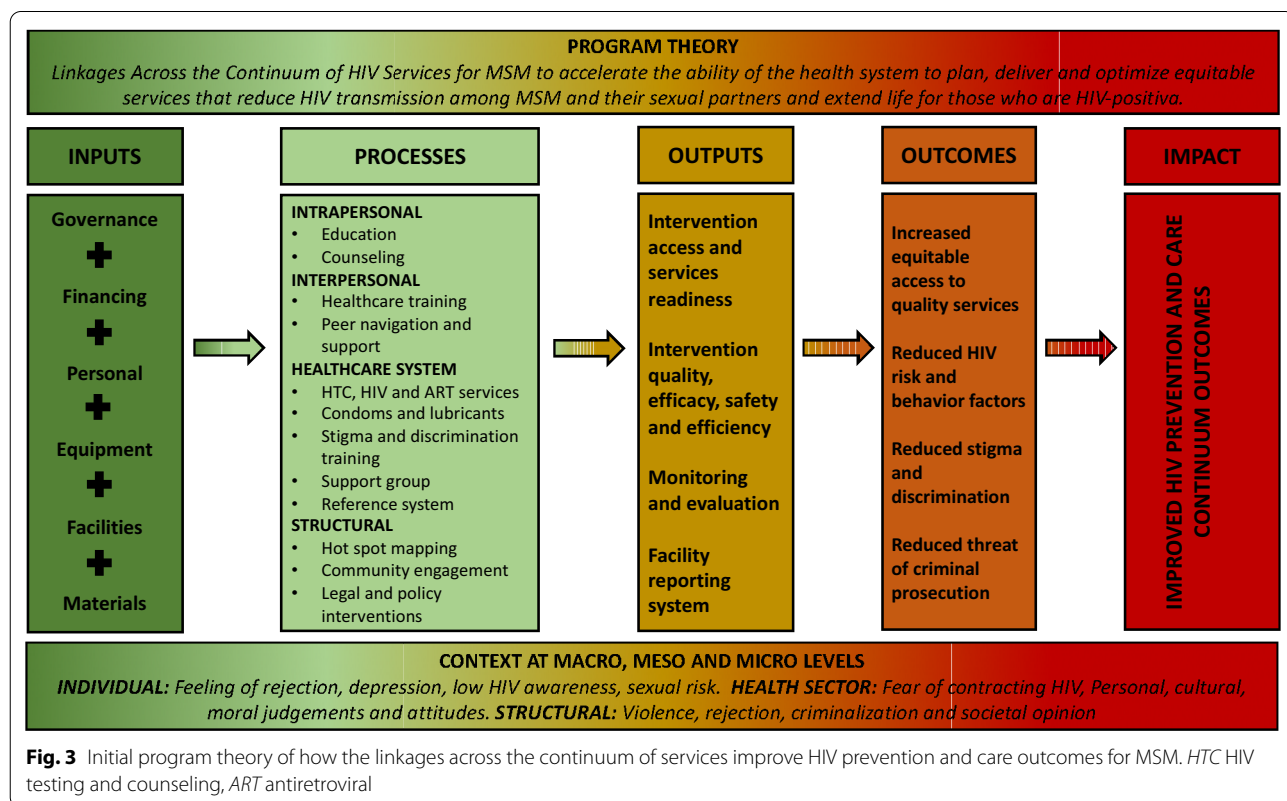 PROGRAM THEORY
Linkages Across the Continuum of HIV Services for MSM to accelerate the ability of the health system to plan, deliver and optimize equitable
services that reduce HIV transmission among MSM and their sexual partners and extend life for those who are HIV-positiva.
INPUTS
Governance
Financing
Personal
Equipment
Facilities
Materials
PROCESSES
INTRAPERSONAL
• Education
• Counseling
INTERPERSONAL
• Healthcare training
• Peer navigation and
support
HEALTHCARE SYSTEM
• HTC, HIV and ART services
• Condoms and lubricants
• Stigma and discrimination
training
• Support group
• Reference system
STRUCTURAL
• Hot spot mapping
• Community engagement
• Legal and policy
interventions
OUTPUTS
Intervention
access and
services
readiness
Intervention
quality,
efficacy, safety
and efficiency
Monitoring
and evaluation
Facility
reporting
system
OUTCOMES
Increased
equitable
access to
quality services
Reduced HIV
risk and
behavior factors
Reduced stigma
and
discrimination
Reduced threat
of criminal
prosecution
IMPACT
IMPROVED HIV PREVENTION AND CARE
CONTINUUM OUTCOMES
CONTEXT AT MACRO, MESO AND MICRO LEVELS
INDIVIDUAL: Feeling of rejection, depression, low HIV awareness, sexual risk. HEALTH SECTOR: Fear of contracting HIV, Personal, cultural,
moral judgements and attitudes. STRUCTURAL: Violence, rejection, criminalization and societal opinion
Fig. 3 Initial program theory of how the linkages across the continuum of services improve HIV prevention and care outcomes for MSM. HTC HIV
testing and counseling, ART antiretroviral